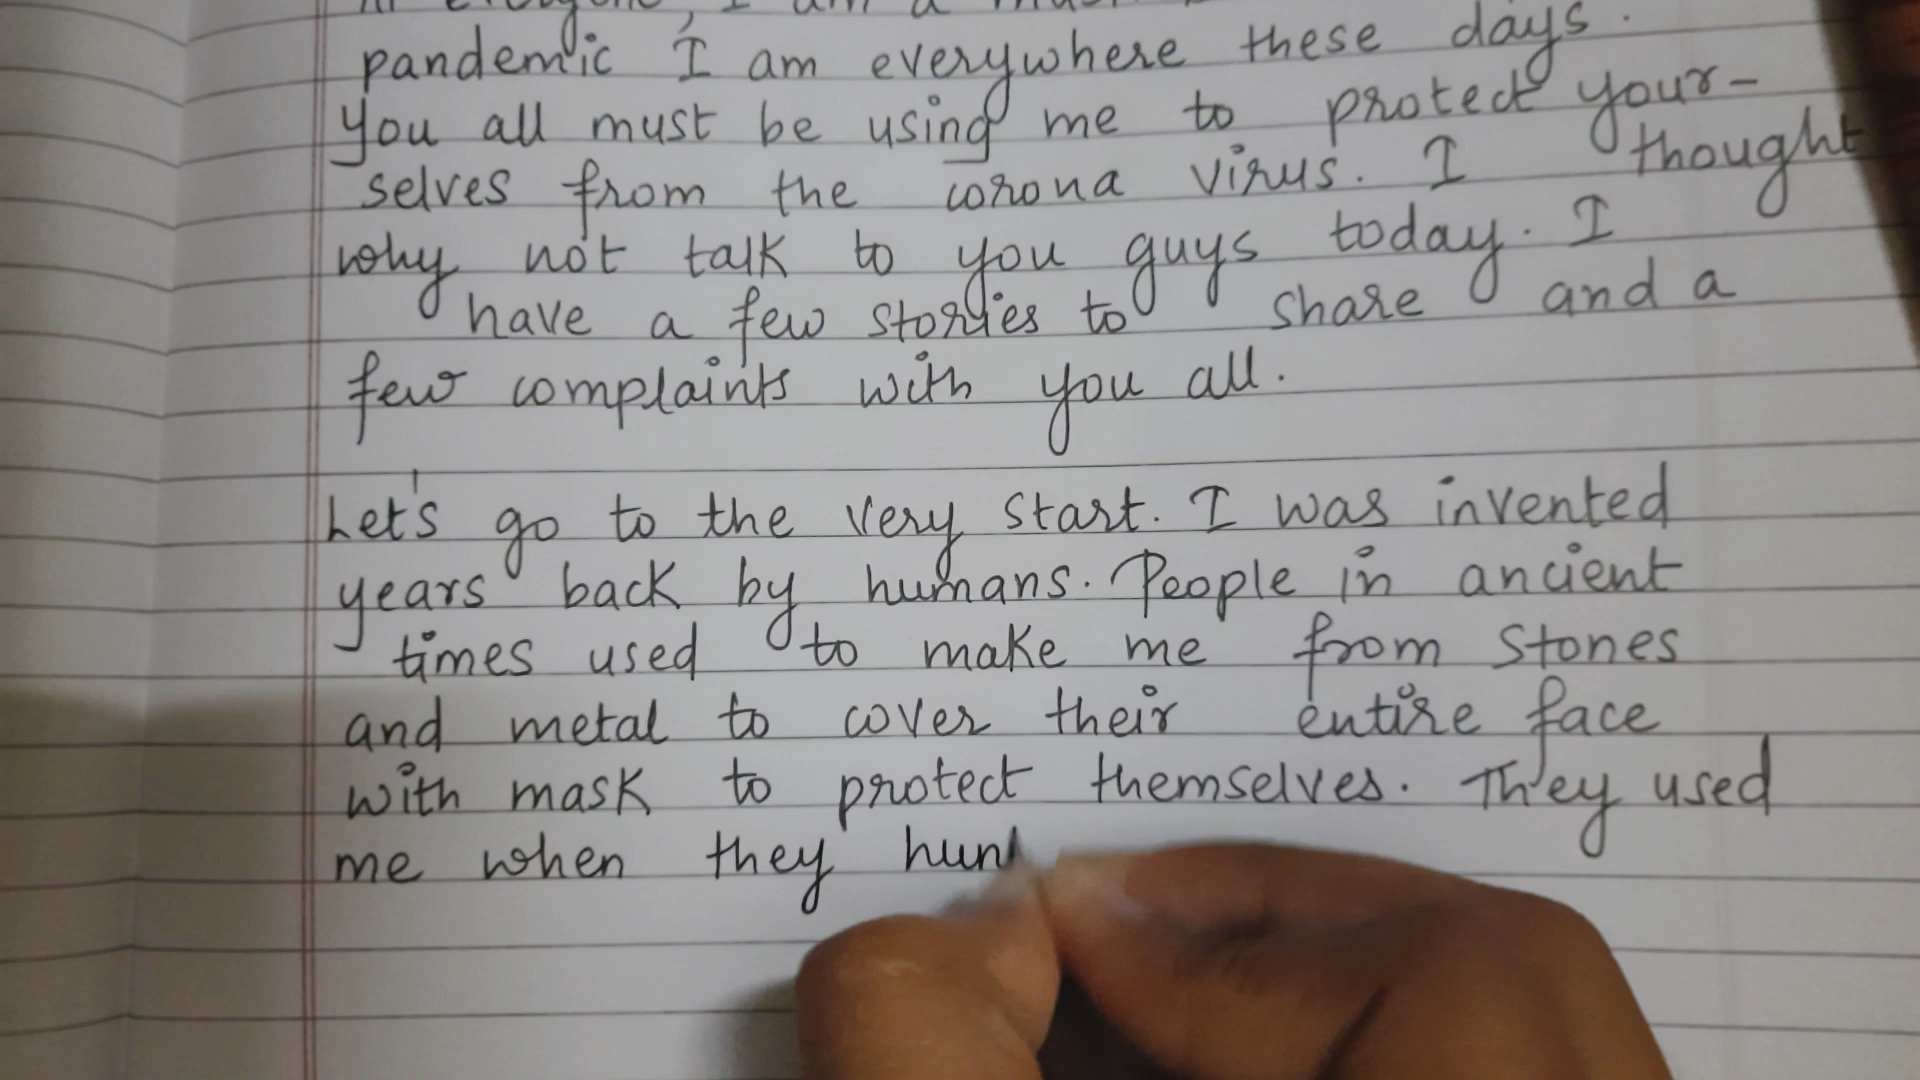 I am a
pandemic I am everywhere these days.
You all must be using me to protect your-
selves from the corona virus. I thought
why not talk to you guys today. I
have a few stories to share and a
few complaints with you all.
Let's go to the very start. I was invented
years back by humans. People in ancient
times used to make me from stones
and metal to cover their entire face
with mask to protect themselves. They used
me when they